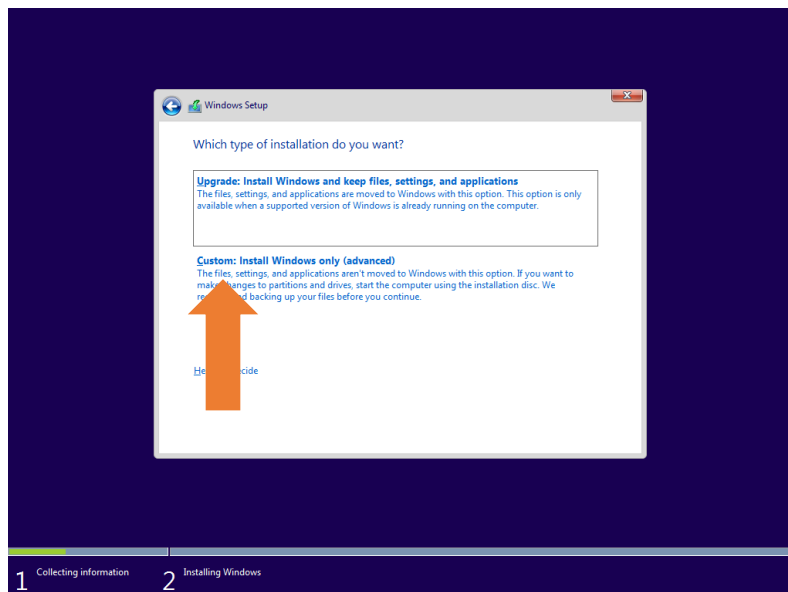 Windows Setup
Which type of installation do you want?
Upgrade: Install Windows and keep files, settings, and applications
The files, settings, and applications are moved to Windows with this option. This option is only
available when a supported version of Windows is already running on the computer.
Custom: Install Windows only (advanced)
The files, settings, and applications aren't moved to Windows with this option. If you want to
to partitions and drives, start the computer using the installation disc. We
backing up your files before you continue.
1 Collecting information
2 Installing Windows